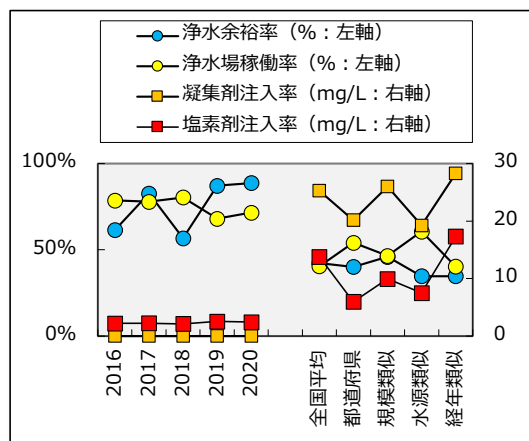 浄水余裕率（%：左軸）
浄水場稼働率（%：左軸）
凝集剤注入率（mg/L：右軸）
塩素剤注入率（mg/L：右軸）
100%
50%
0%
30
20
10
0
2016
2017
2018
2019
2020
全国平均
都道府県
規模類似
水源類似
経年類似